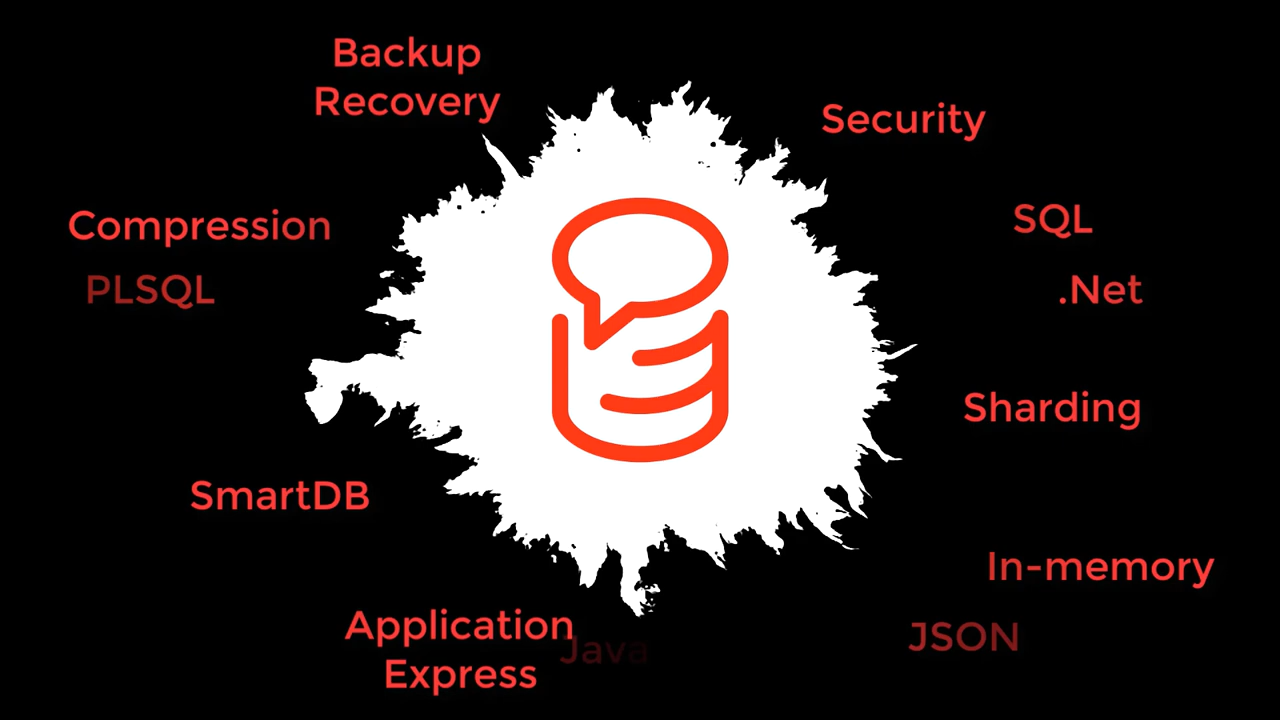 Backup
Recovery
Security
Compression
SQL
PLSQL
.Net
Sharding
SmartDB
In-memory
Application
Express
Java
JSON